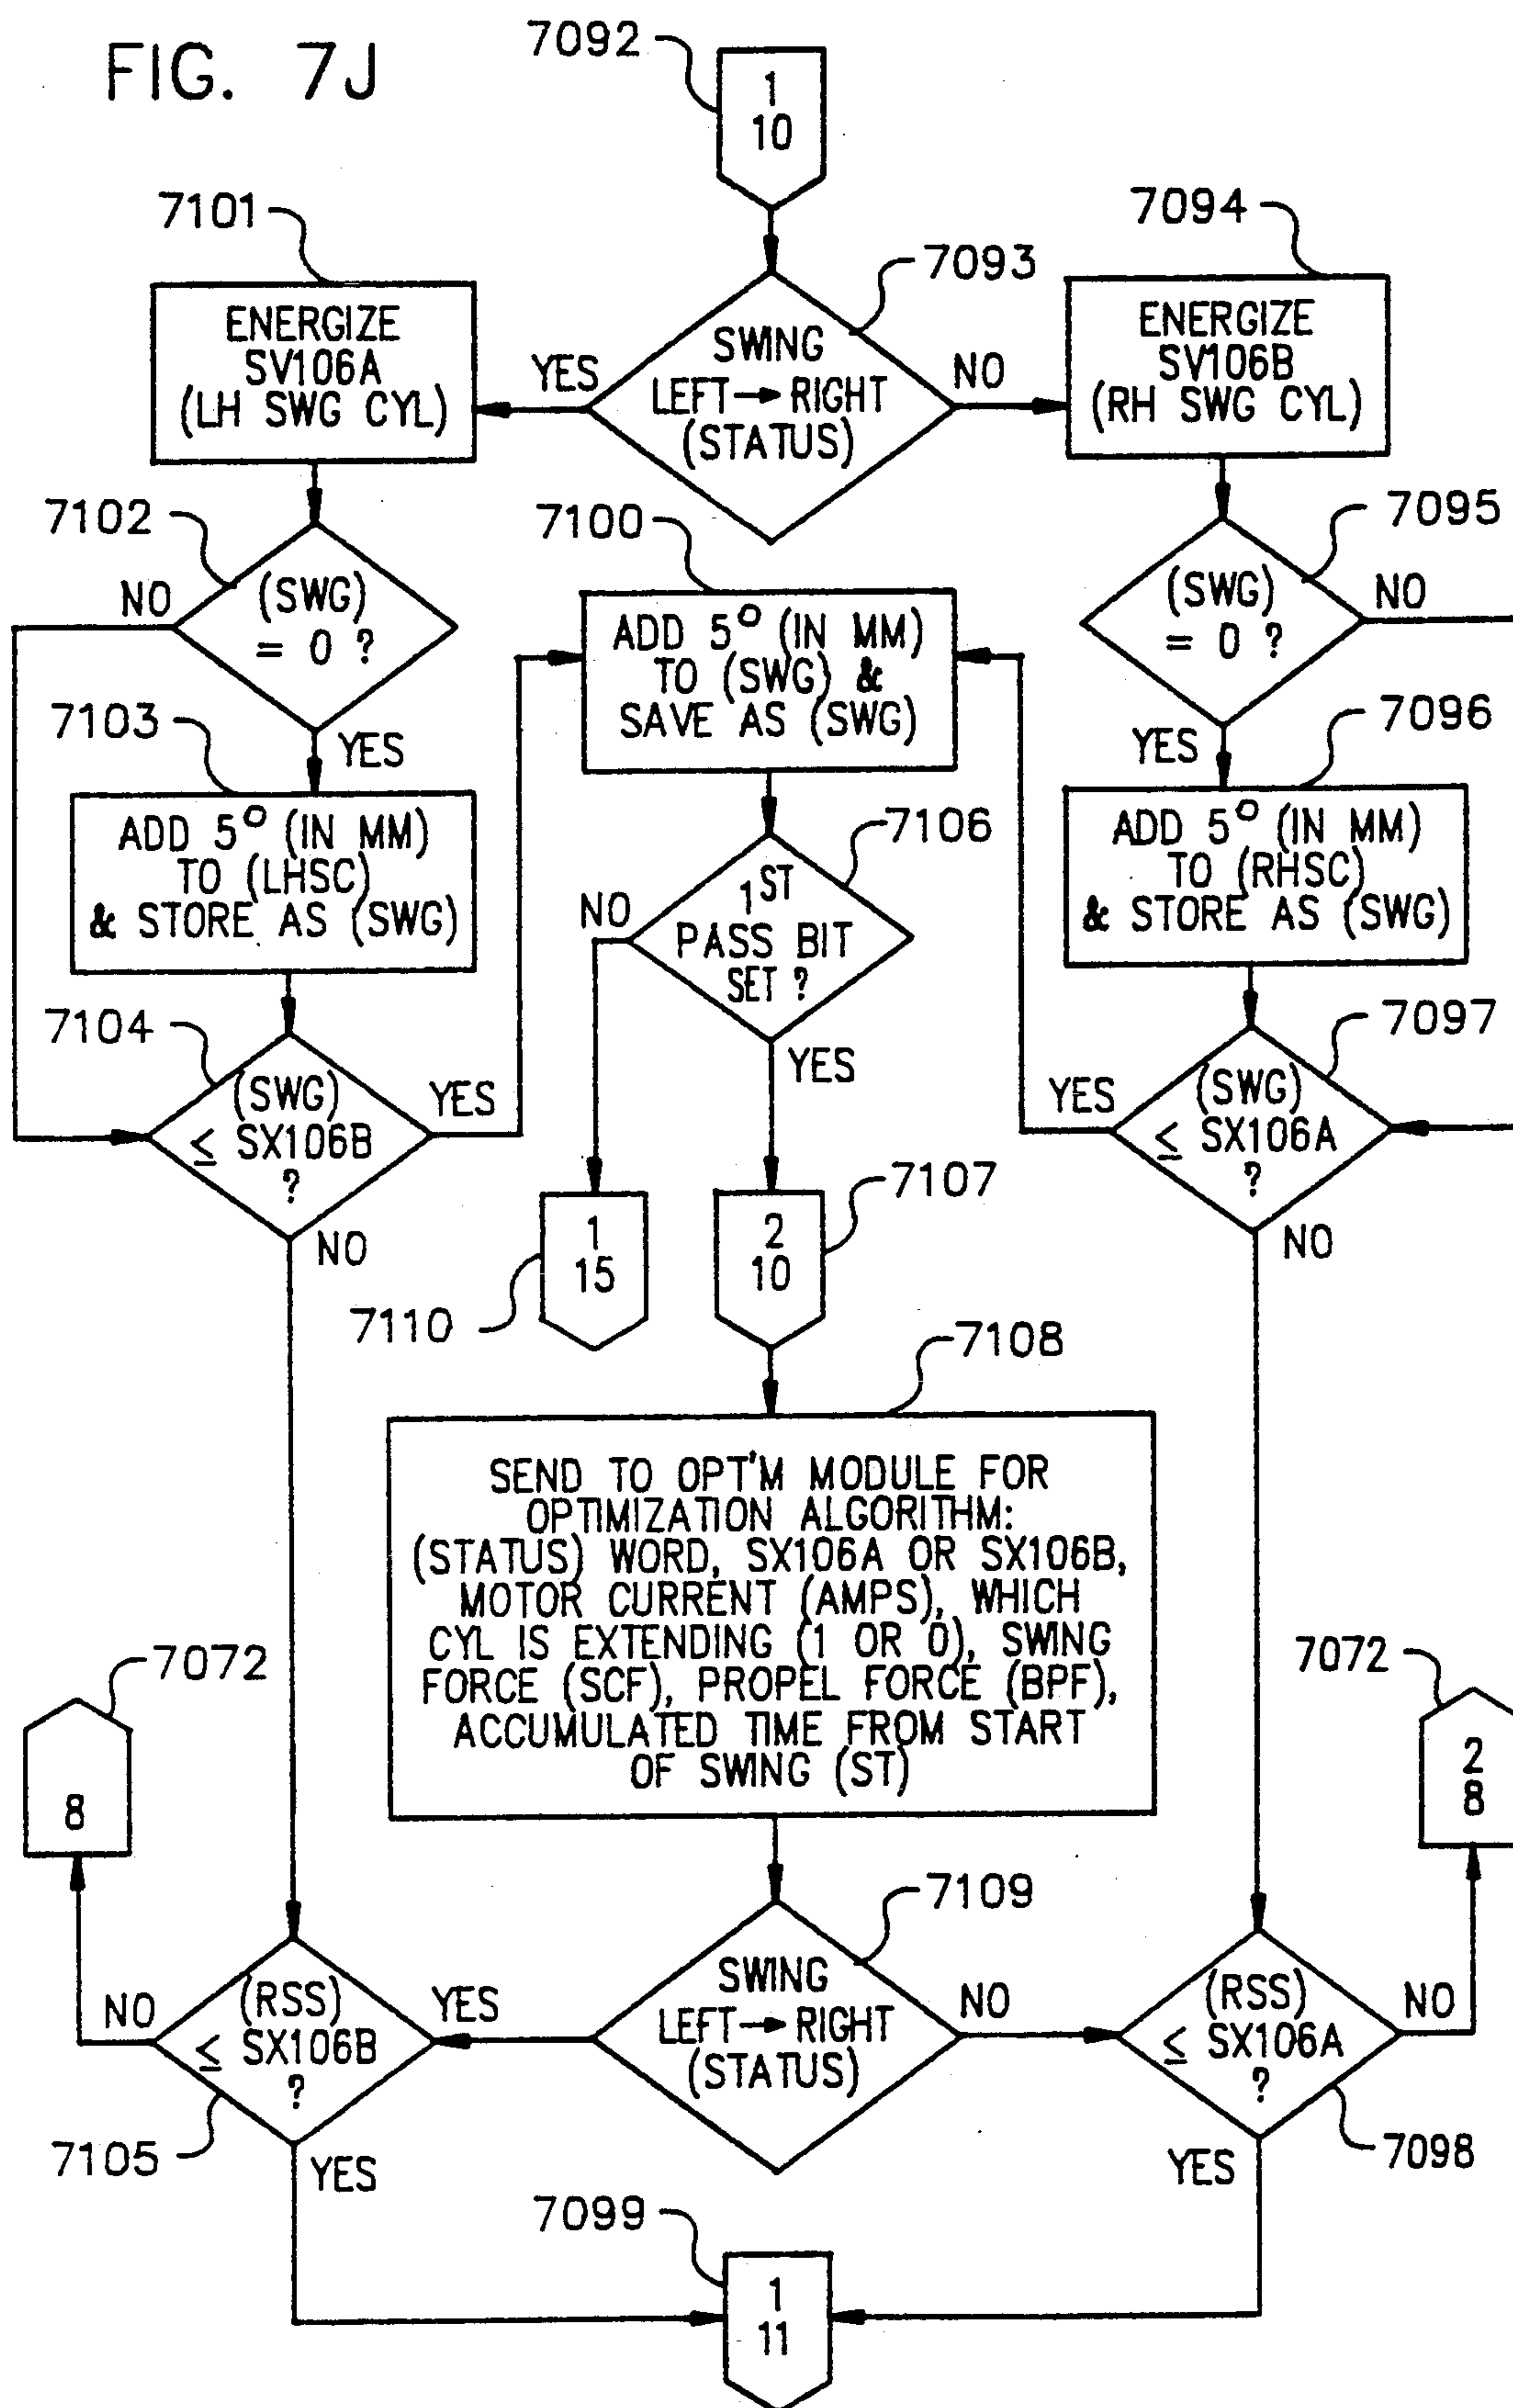 FIG. 7J
7092
1
10
7101
7094
7093
ENERGIZE
SV106A
(LH SWG CYL)
YES
SWING
LEFT→RIGHT
(STATUS)
NO
ENERGIZE
SV106B
(RH SWG CYL)
7102
7100
7095
NO
(SWG)
= 0 ?
ADD 5° (IN MM)
TO (SWG) &
SAVE AS (SWG)
(SWG)
= 0 ?
NO
7103
YES
7096
YES
ADD 5° (IN MM)
TO (LHSC)
& STORE AS (SWG)
7106
NO
1ST
PASS BIT
SET ?
ADD 5° (IN MM)
TO (RHSC)
& STORE AS (SWG)
7104
7097
(SWG)
≤ SX106B
?
YES
YES
YES
(SWG)
≤ SX106A
?
NO
1
15
7110
2
10
7107
NO
7108
SEND TO OPT'M MODULE FOR
OPTIMIZATION ALGORITHM:
(STATUS) WORD, SX106A OR SX106B,
MOTOR CURRENT (AMPS), WHICH
CYL IS EXTENDING (1 OR 0), SWING
FORCE (SCF), PROPEL FORCE (BPF),
ACCUMULATED TIME FROM START
OF SWING (ST)
7072
8
7072
2
8
7109
NO
(RSS)
≤ SX106B
?
YES
SWING
LEFT→RIGHT
(STATUS)
NO
(RSS)
≤ SX106A
?
NO
7105
YES
7098
YES
7099
1
11